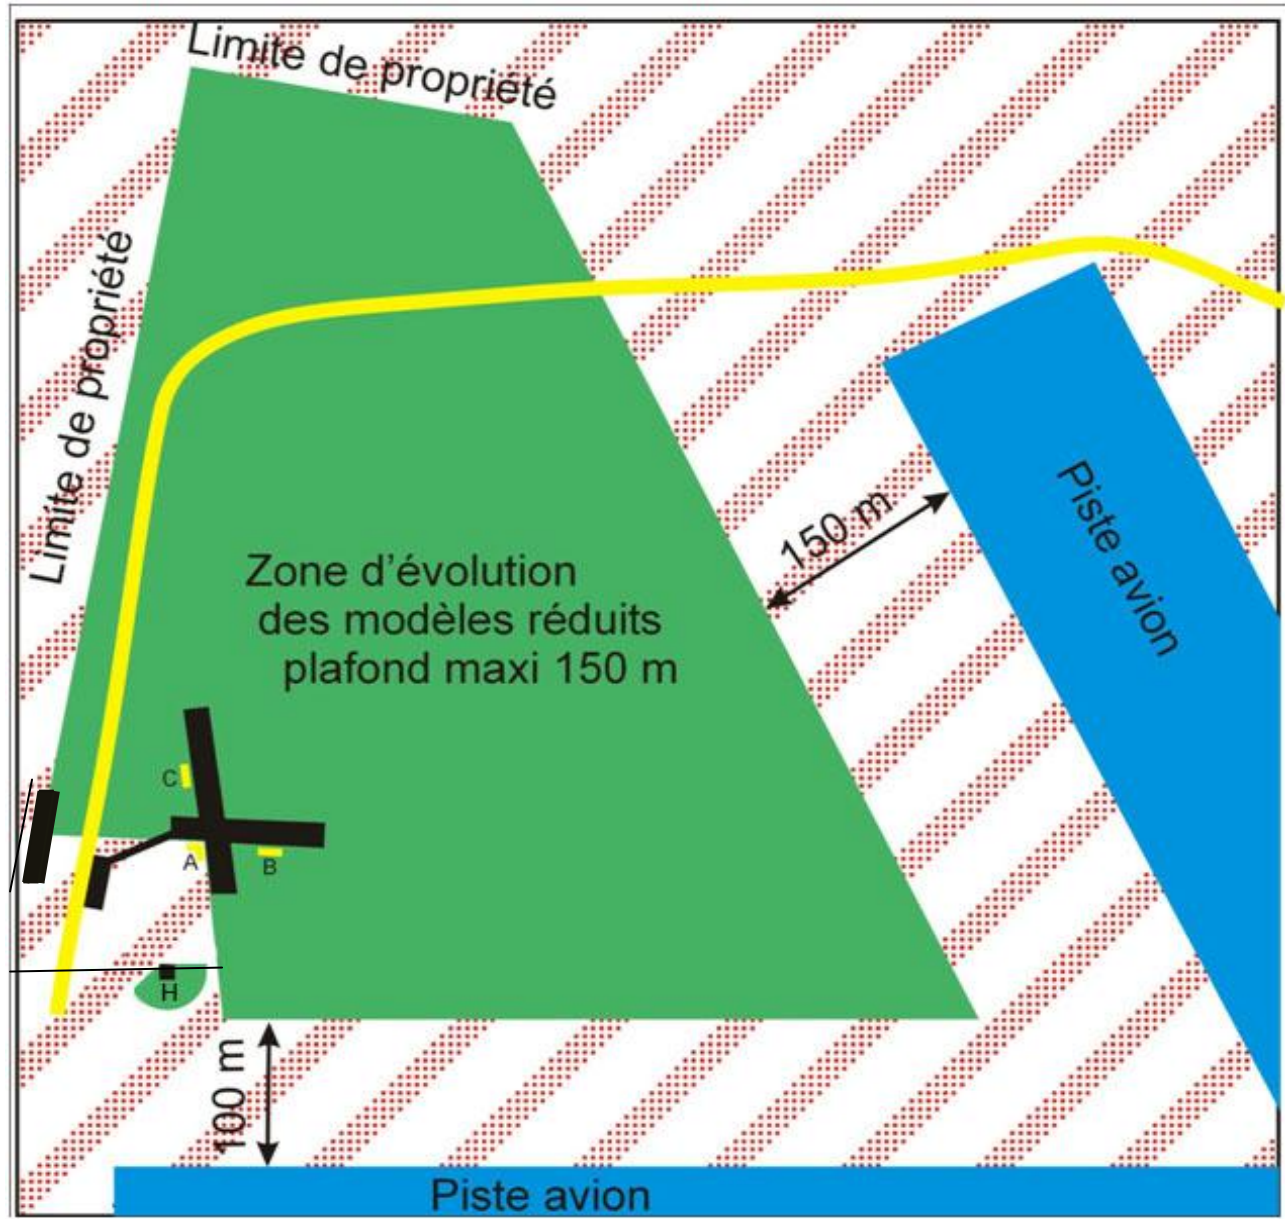 Limite de propriété
Limite de propriété
150 m
Piste avion
Zone d'évolution
des modèles réduits
plafond maxi 150 m
C
A
B
H
100 m
Piste avion